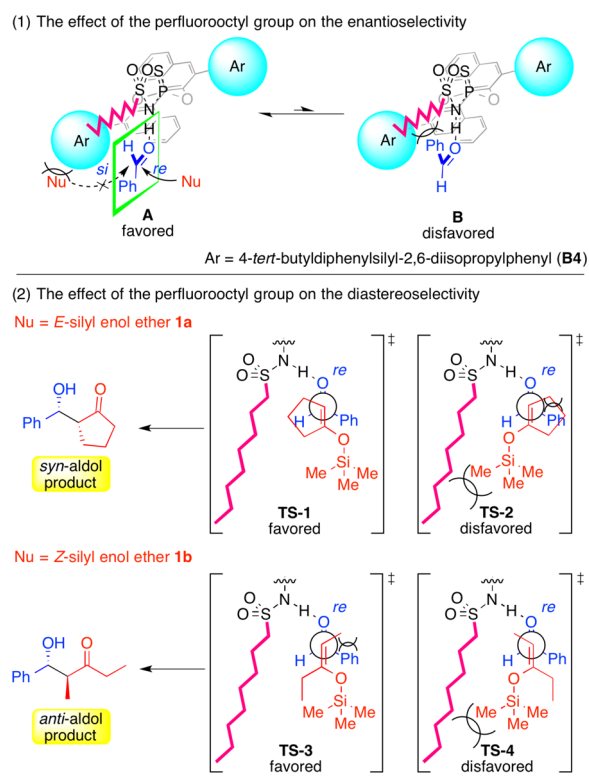 (1) The effect of the perfluorooctyl group on the enantioselectivity
Ar
Ar
O
O
S
P
S
O
N
H
H
O
Ph
si
re
Nu
Nu
A
favored
Ar
Ar
O
O
S
P
S
O
N
H
Ph
O
H
B
disfavored
Ar = 4-tert-butyldiphenylsilyl-2,6-diisopropylphenyl (B4)
(2) The effect of the perfluorooctyl group on the diastereoselectivity
Nu = E-silyl enol ether 1a
OH
O
Ph
syn-aldol
product
O
O=S
N
H
O
re
H
Ph
O
Si
Me
Me
Me
TS-1
favored
‡
O
O=S
N
H
O
re
H
Ph
O
Si
Me
Me
Me
TS-2
disfavored
‡
Nu = Z-silyl enol ether 1b
OH
O
Ph
anti-aldol
product
O
O=S
N
H
O
re
H
Ph
O
Si
Me
Me
Me
TS-3
favored
‡
O
O=S
N
H
O
re
H
Ph
O
Si
Me
Me
Me
TS-4
disfavored
‡